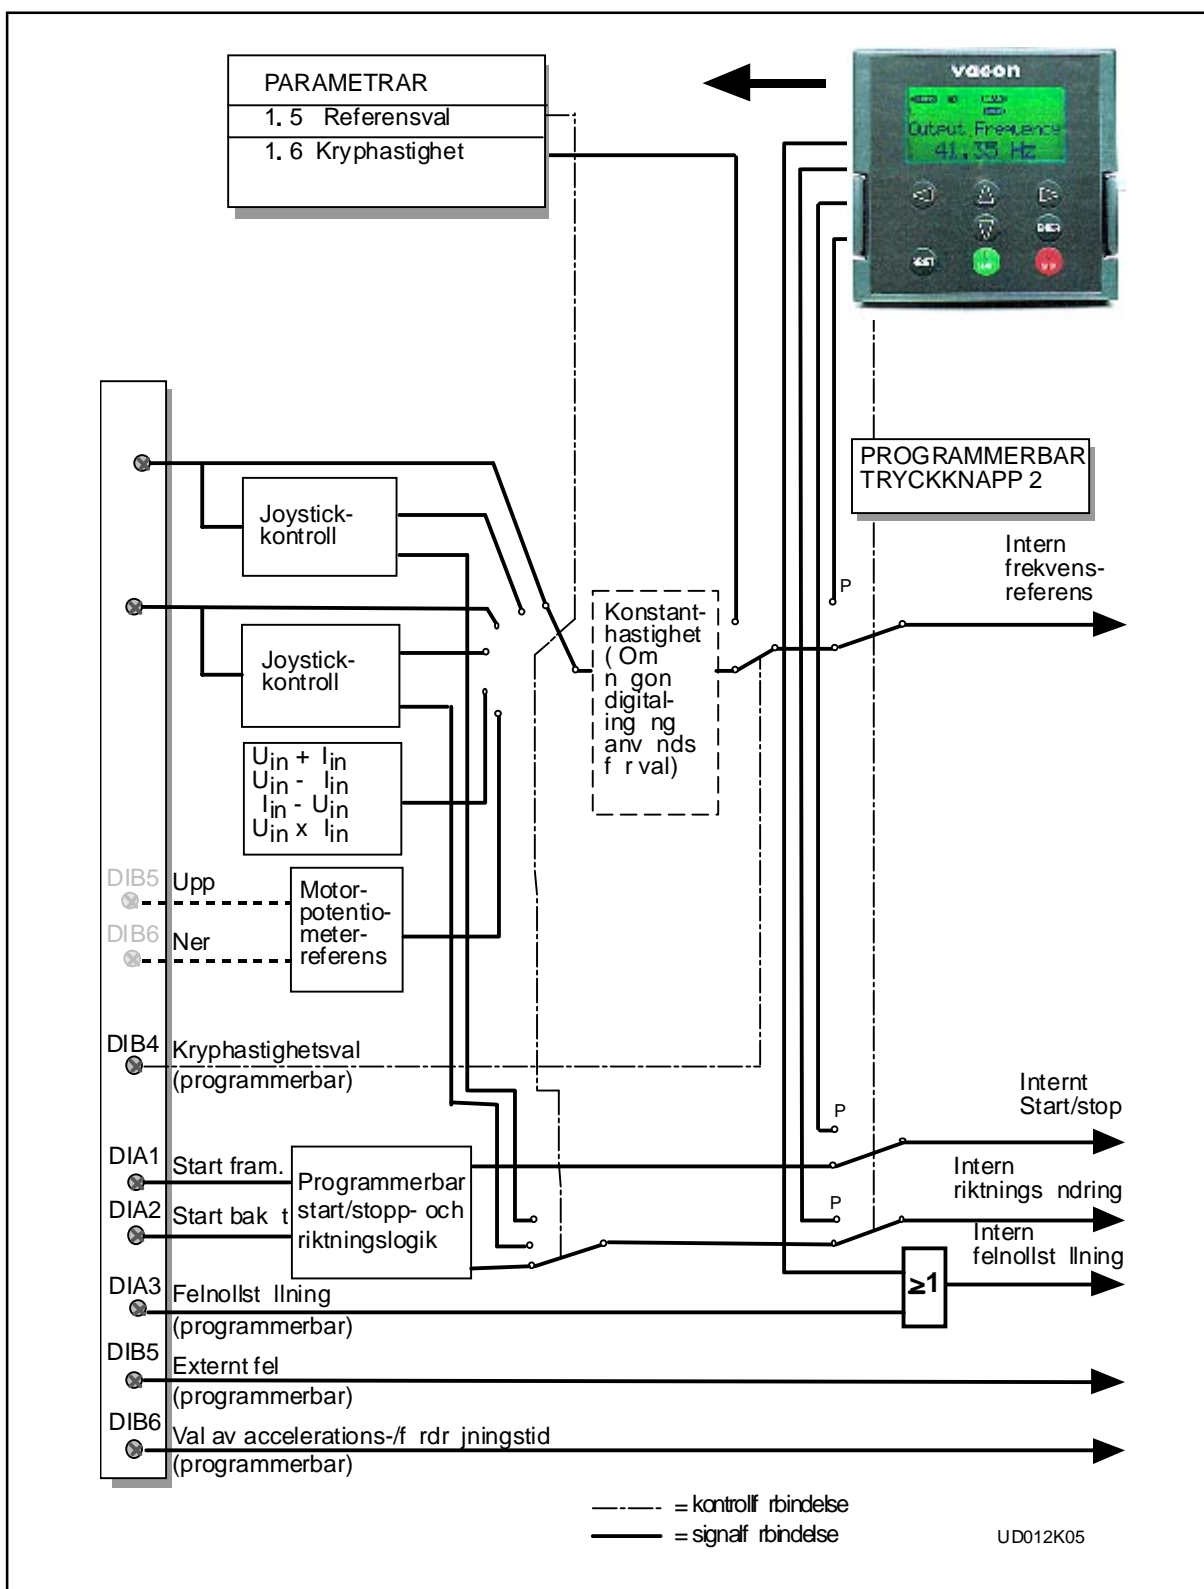 PARAMETRAR
1. 5 Referensval
1. 6 Kryphastighet
vacon
Output Frequence
41.35 Hz
RESET
PROGRAMMERBAR
TRYCKKNAPP 2
Joystick-
kontroll
Intern
frekvens-
referens
P
Konstant-
hastighet
( Om
n gon
digital-
ing ng
anv nds
f r val)
Joystick-
kontroll
Uin + Iin
Uin - Iin
Iin - Uin
Uin x Iin
DIB5 Upp
DIB6 Ner
Motor-
potentio-
meter-
referens
DIB4 Kryphastighetsval
(programmerbar)
Internt
Start/stop
P
DIA1 Start fram.
DIA2 Start bak t
Programmerbar
start/stopp- och
riktningslogik
Intern
riktnings ndring
P
Intern
felnollst llning
≥1
DIA3 Felnollst llning
(programmerbar)
DIB5 Externt fel
(programmerbar)
DIB6 Val av accelerations-/f rdr jningstid
(programmerbar)
= kontrollf rbindelse
= signalf rbindelse
UD012K05